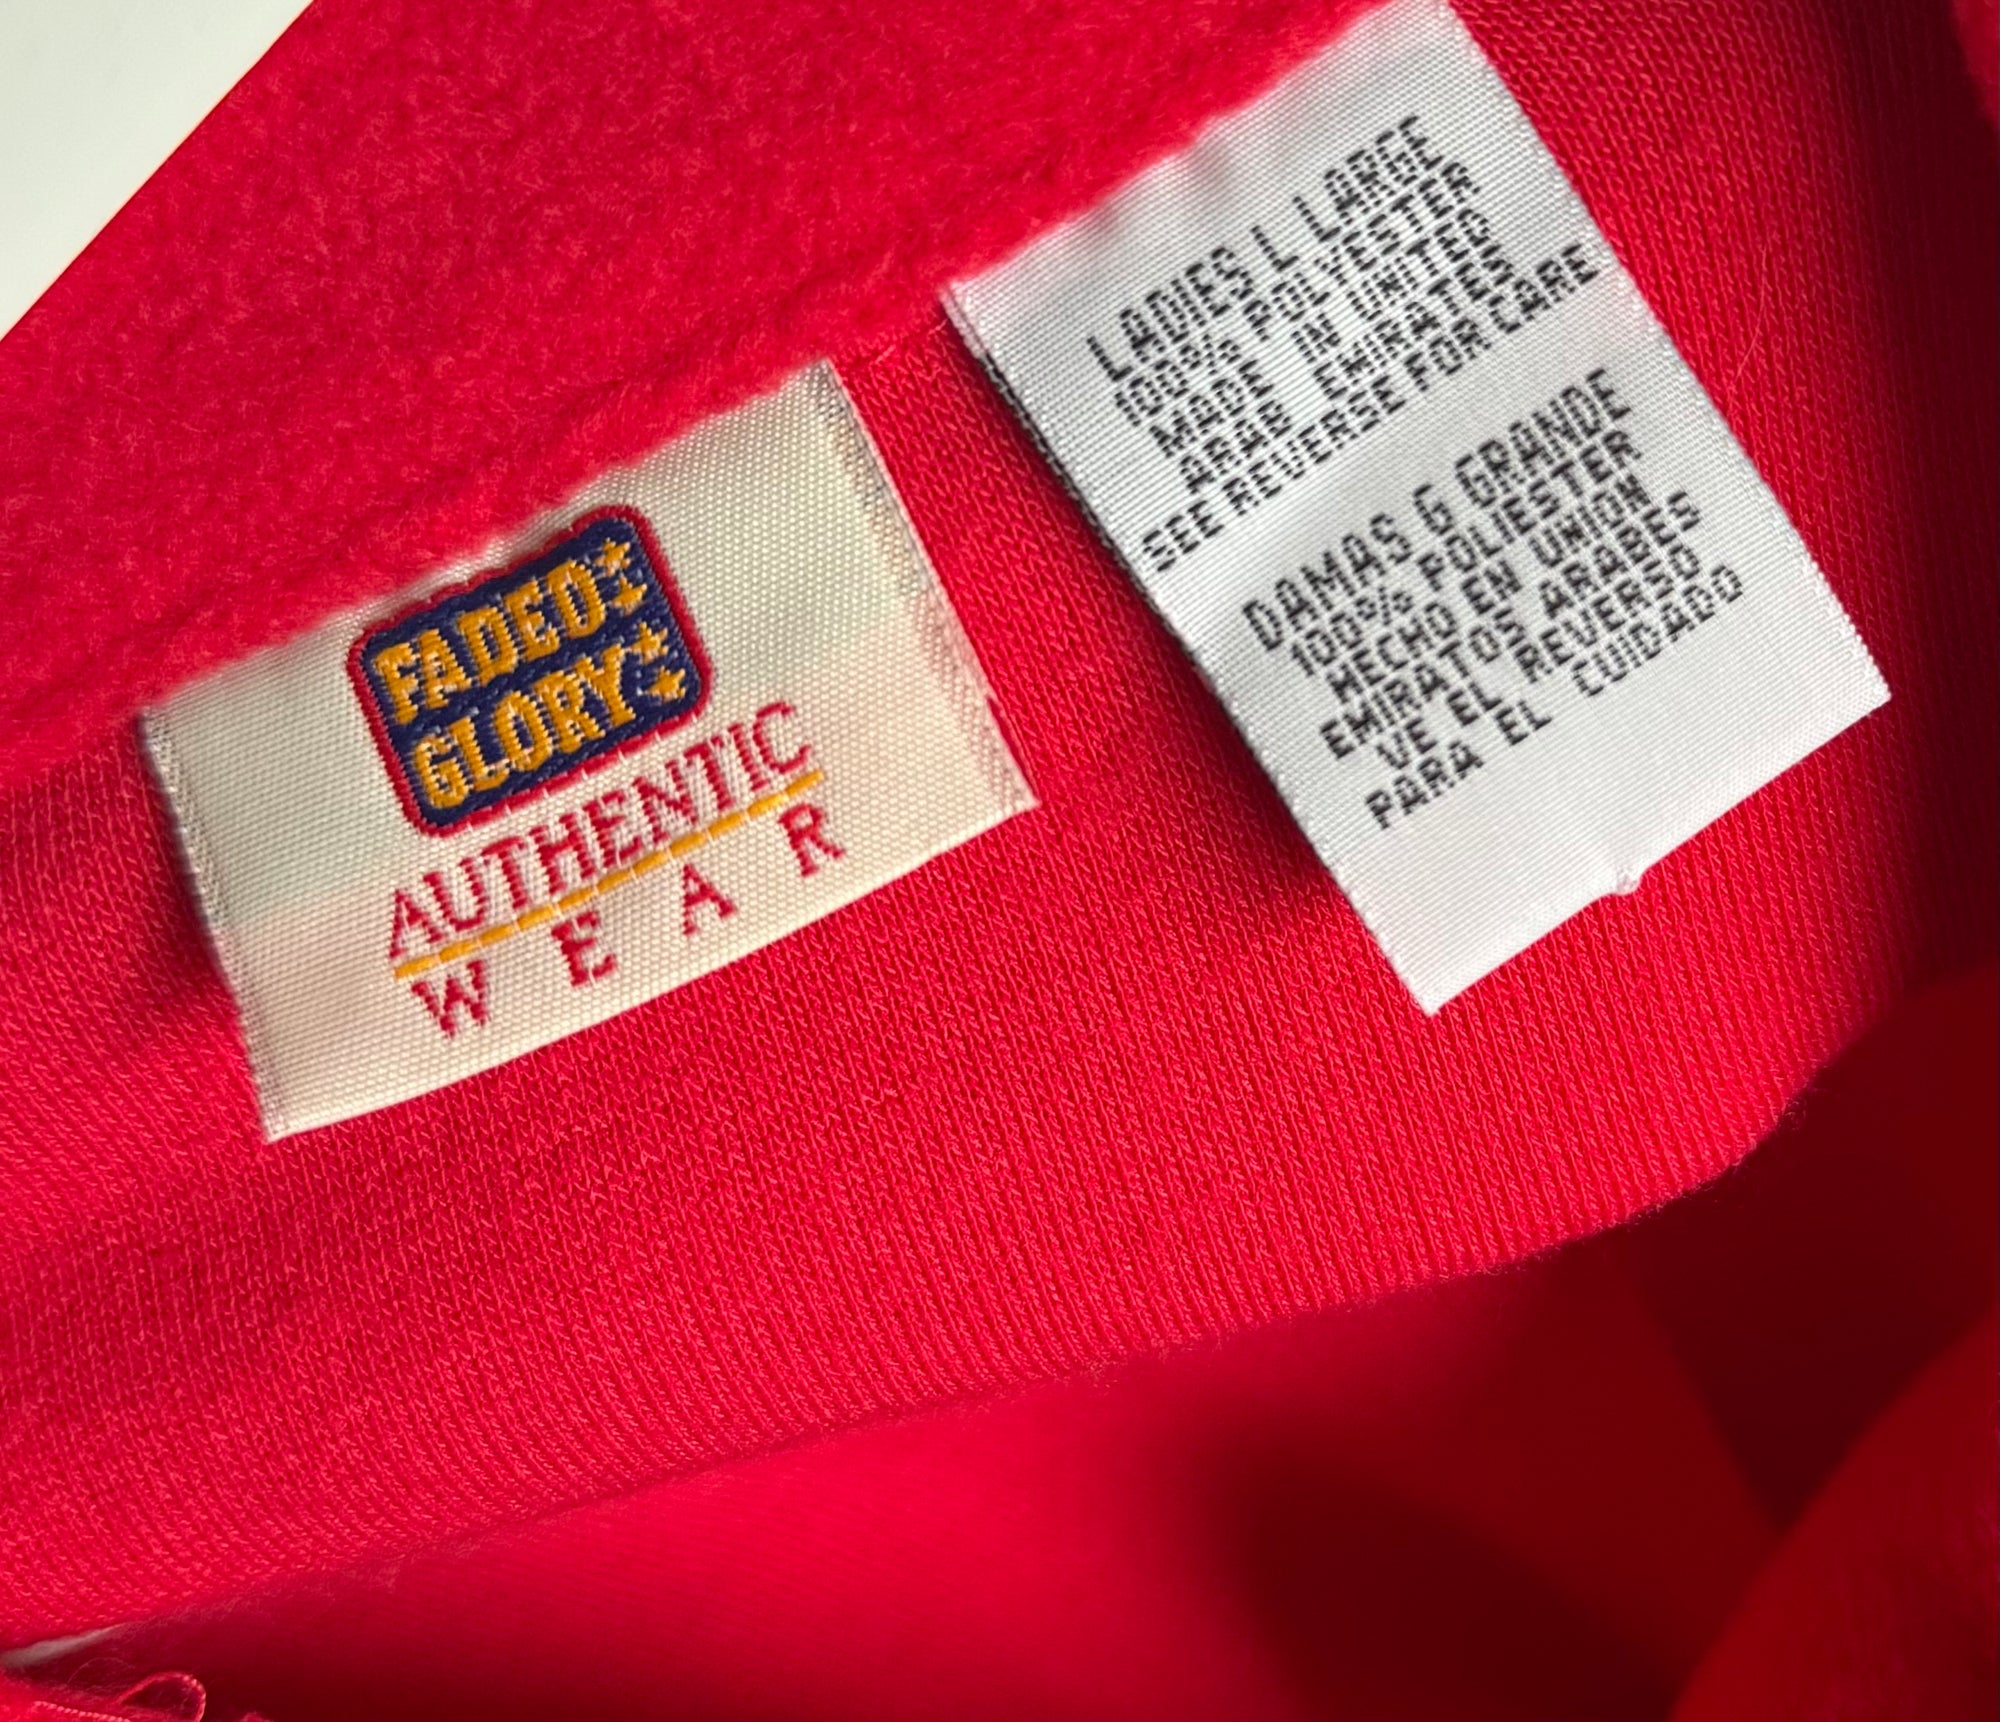 FADED
GLORY
AUTHENTIC
WEAR
LADIES L LARGE
100% POLYESTER
MADE IN UNITED
ARAB EMIRATES
SEE REVERSE FOR CARE
DAMAS G GRANDE
100% POLIESTER
HECHO EN UNION
EMIRATOS ARABES
VE EL REVERSO
PARA EL CUIDADO